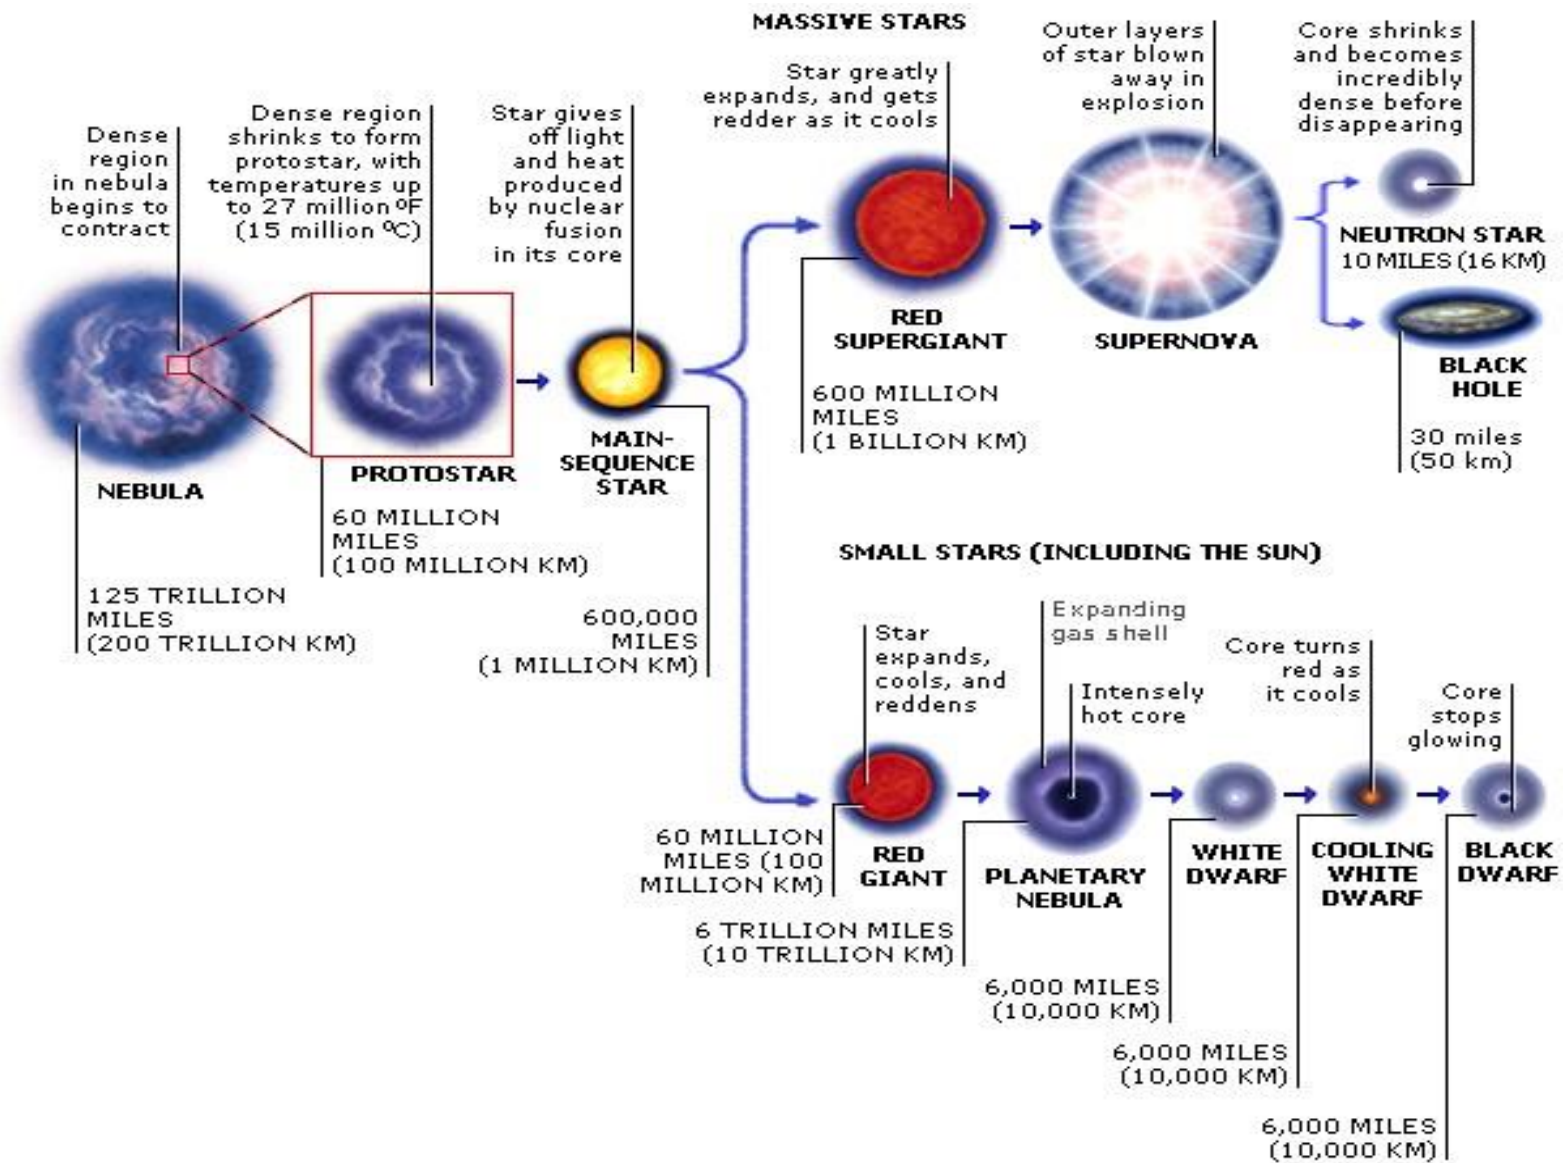 MASSIVE STARS
Dense
region
in nebula
begins to
contract
Dense region
shrinks to form
protostar, with
temperatures up
to 27 million ºF
(15 million ºC)
Star gives
off light
and heat
produced
by nuclear
fusion
in its core
Star greatly
expands, and gets
redder as it cools
Outer layers
of star blown
away in
explosion
Core shrinks
and becomes
incredibly
dense before
disappearing
NEBULA
125 TRILLION
MILES
(200 TRILLION KM)
PROTOSTAR
60 MILLION
MILES
(100 MILLION KM)
MAIN-
SEQUENCE
STAR
600,000
MILES
(1 MILLION KM)
RED
SUPERGIANT
600 MILLION
MILES
(1 BILLION KM)
SUPERNOVA
NEUTRON STAR
10 MILES (16 KM)
BLACK
HOLE
30 miles
(50 km)
SMALL STARS (INCLUDING THE SUN)
Star
expands,
cools, and
reddens
Expanding
gas shell
Intensely
hot core
Core turns
red as
it cools
Core
stops
glowing
RED
GIANT
60 MILLION
MILES (100
MILLION KM)
PLANETARY
NEBULA
6 TRILLION MILES
(10 TRILLION KM)
WHITE
DWARF
6,000 MILES
(10,000 KM)
COOLING
WHITE
DWARF
6,000 MILES
(10,000 KM)
BLACK
DWARF
6,000 MILES
(10,000 KM)